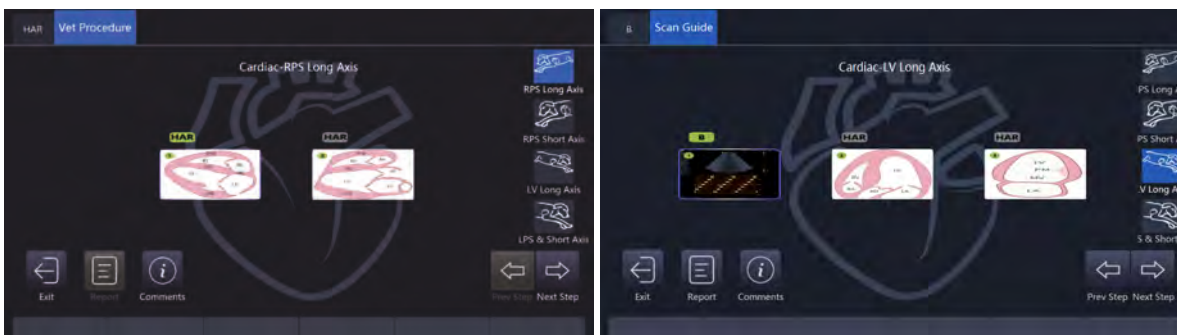 HAR Vet Procedure
Cardiac-RPS Long Axis
RPS Long Axis
HAR HAR
RPS Short Axis
LV Long Axis
LPS & Short Axis
Exit Report Comments Prev Step Next Step
B Scan Guide
Cardiac-LV Long Axis
PS Long A
B HAR HAR
PS Short
LV Long A
S & Short
Exit Report Comments Prev Step Next Step